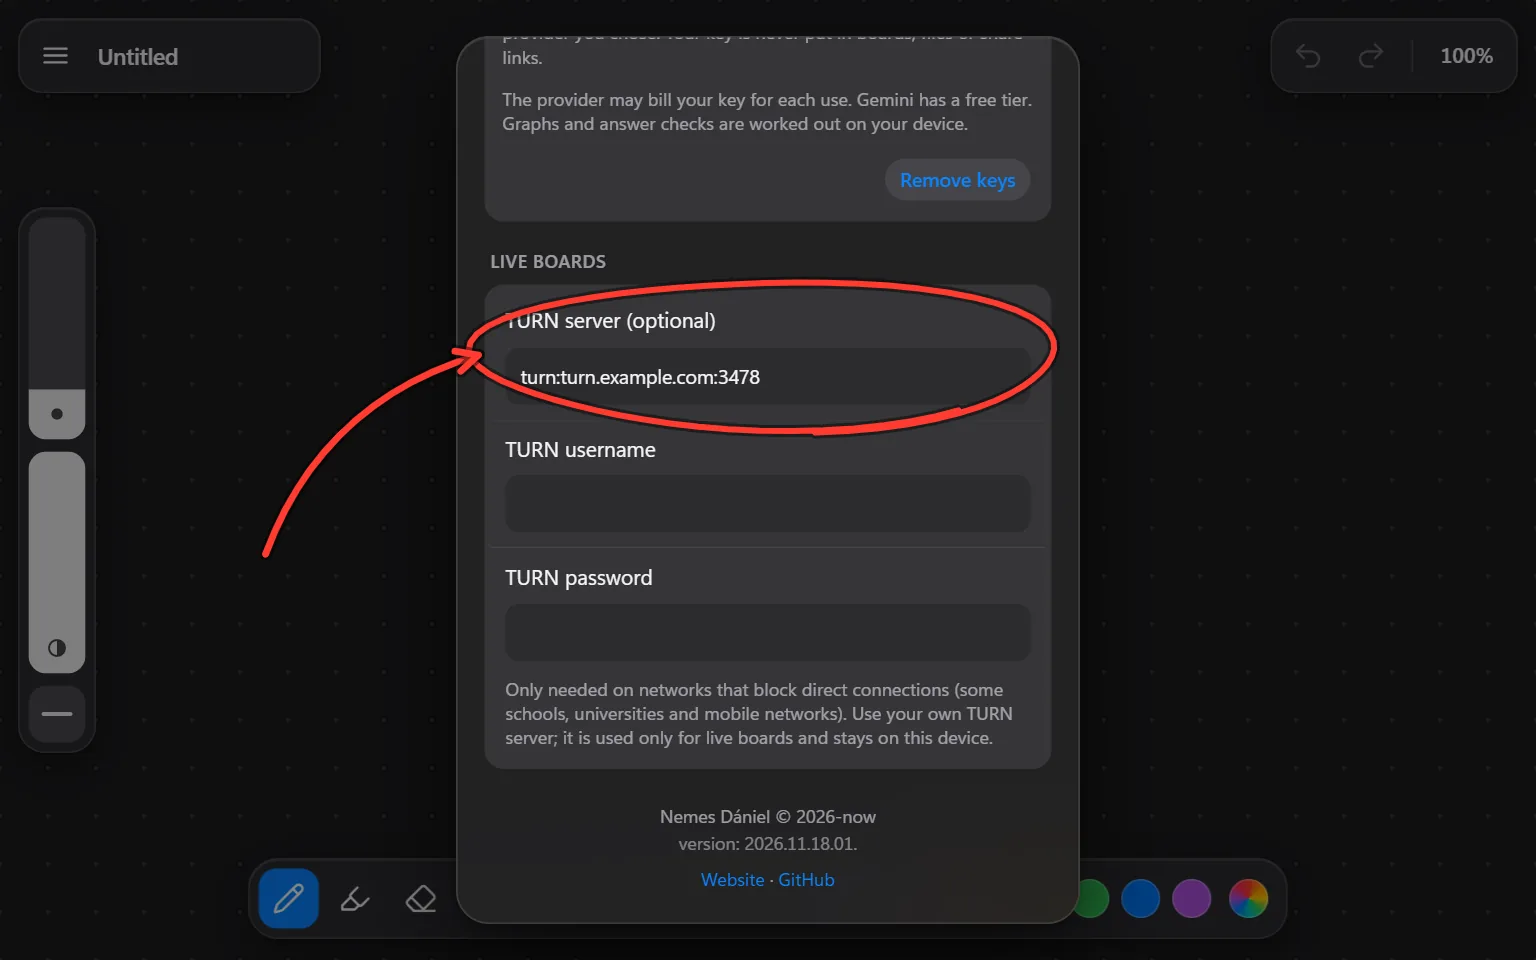 Untitled
100%
links.
The provider may bill your key for each use. Gemini has a free tier.
Graphs and answer checks are worked out on your device.
Remove keys
LIVE BOARDS
TURN server (optional)
turn:turn.example.com:3478
TURN username
TURN password
Only needed on networks that block direct connections (some
schools, universities and mobile networks). Use your own TURN
server; it is used only for live boards and stays on this device.
Nemes Dániel © 2026-now
version: 2026.11.18.01.
Website · GitHub